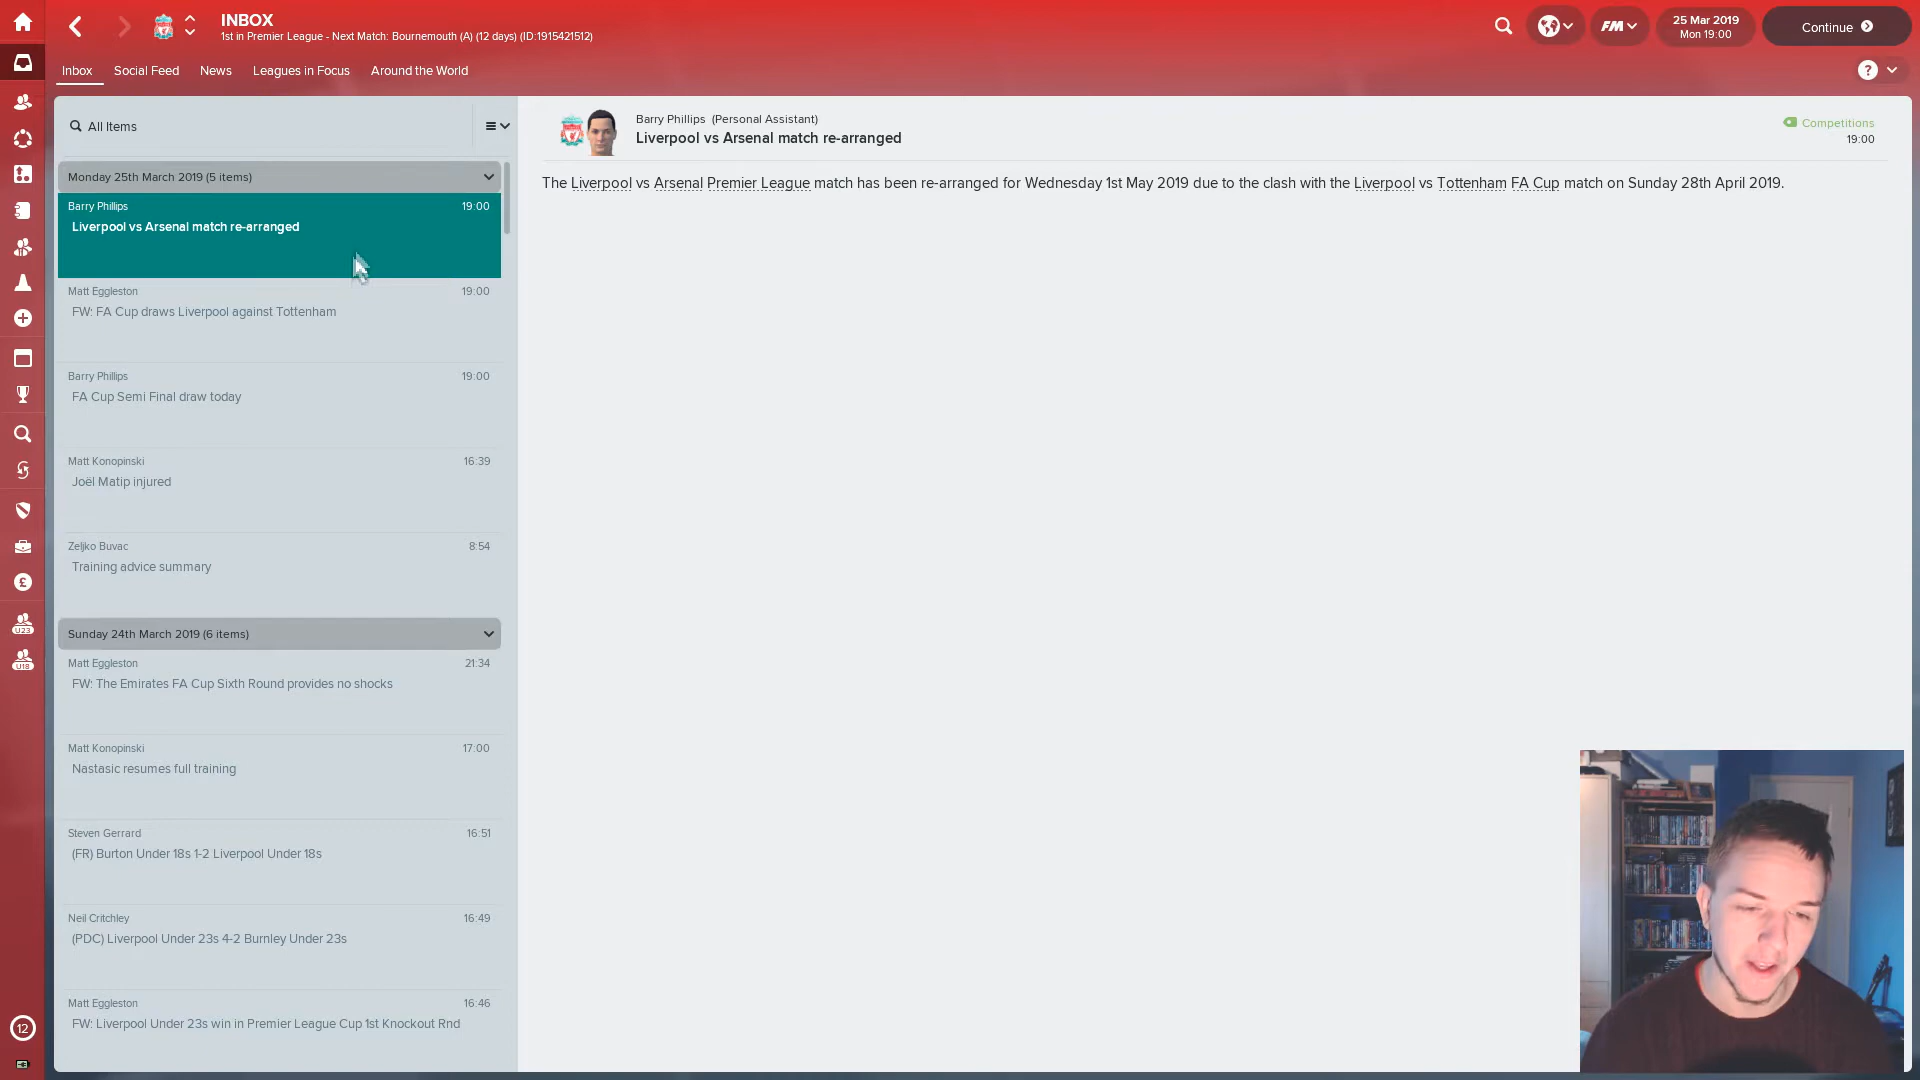 INBOX
1st in Premier League - Next Match: Bournemouth (A) (12 days) (ID:1915421512)
FM
25 Mar 2019
Mon 19:00
Continue
Inbox
Social Feed
News
Leagues in Focus
Around the World
?
All Items
Monday 25th March 2019 (5 items)
Barry Phillips 19:00
Liverpool vs Arsenal match re-arranged
Matt Eggleston 19:00
FW: FA Cup draws Liverpool against Tottenham
Barry Phillips 19:00
FA Cup Semi Final draw today
Matt Konopinski 16:39
Joël Matip injured
Zeljko Buvac 8:54
Training advice summary
Sunday 24th March 2019 (6 items)
Matt Eggleston 21:34
FW: The Emirates FA Cup Sixth Round provides no shocks
Matt Konopinski 17:00
Nastasic resumes full training
Steven Gerrard 16:51
(FR) Burton Under 18s 1-2 Liverpool Under 18s
Neil Critchley 16:49
(PDC) Liverpool Under 23s 4-2 Burnley Under 23s
Matt Eggleston 16:46
FW: Liverpool Under 23s win in Premier League Cup 1st Knockout Rnd
Barry Phillips (Personal Assistant)
Liverpool vs Arsenal match re-arranged
Competitions
19:00
The Liverpool vs Arsenal Premier League match has been re-arranged for Wednesday 1st May 2019 due to the clash with the Liverpool vs Tottenham FA Cup match on Sunday 28th April 2019.
£
U23
U18
12